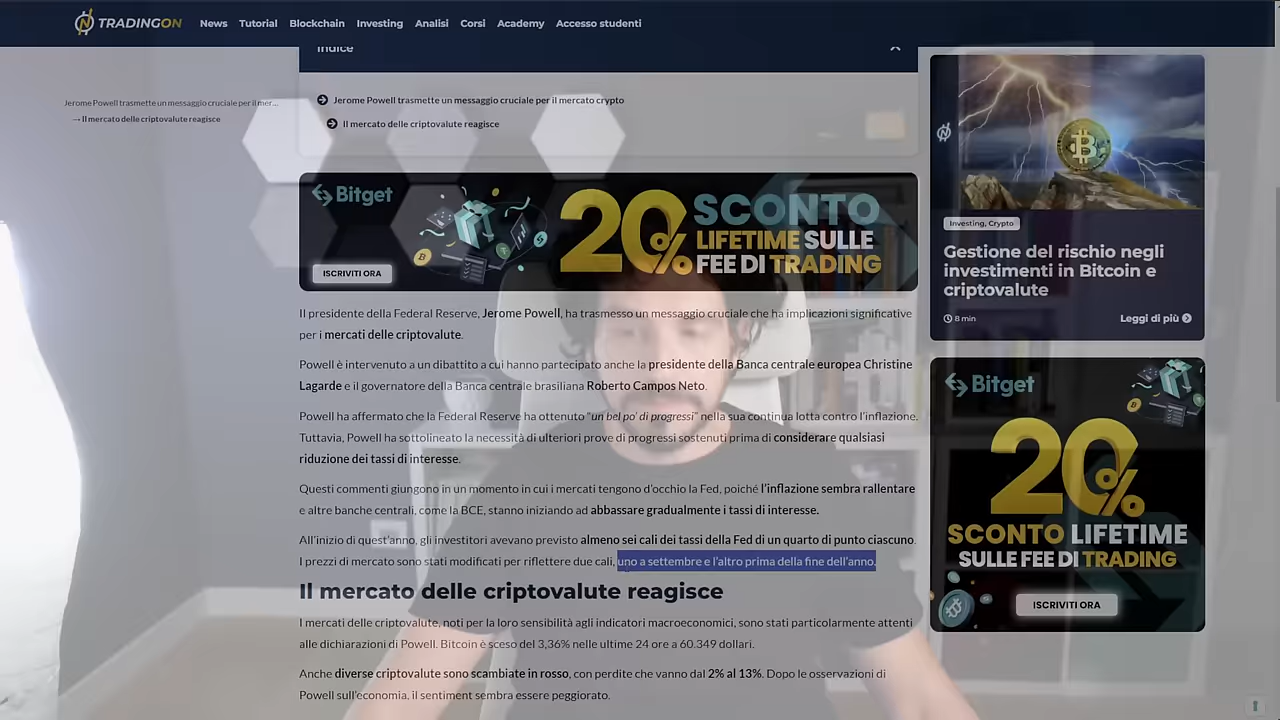 TRADINGON
News Tutorial Blockchain Investing Analisi Corsi Academy Accesso studenti
Indice
Jerome Powell trasmette un messaggio cruciale per il mer...
→ Il mercato delle criptovalute reagisce
Jerome Powell trasmette un messaggio cruciale per il mercato crypto
Il mercato delle criptovalute reagisce
Bitget
20% SCONTO
LIFETIME SULLE
FEE DI TRADING
ISCRIVITI ORA
Il presidente della Federal Reserve, Jerome Powell, ha trasmesso un messaggio cruciale che ha implicazioni significative
per i mercati delle criptovalute.
Powell è intervenuto a un dibattito a cui hanno partecipato anche la presidente della Banca centrale europea Christine
Lagarde e il governatore della Banca centrale brasiliana Roberto Campos Neto.
Powell ha affermato che la Federal Reserve ha ottenuto "un bel po' di progressi" nella sua continua lotta contro l'inflazione.
Tuttavia, Powell ha sottolineato la necessità di ulteriori prove di progressi sostenuti prima di considerare qualsiasi
riduzione dei tassi di interesse.
Questi commenti giungono in un momento in cui i mercati tengono d'occhio la Fed, poiché l'inflazione sembra rallentare
e altre banche centrali, come la BCE, stanno iniziando ad abbassare gradualmente i tassi di interesse.
All'inizio di quest'anno, gli investitori avevano previsto almeno sei cali dei tassi della Fed di un quarto di punto ciascuno.
I prezzi di mercato sono stati modificati per riflettere due cali, uno a settembre e l'altro prima della fine dell'anno.
Il mercato delle criptovalute reagisce
I mercati delle criptovalute, noti per la loro sensibilità agli indicatori macroeconomici, sono stati particolarmente attenti
alle dichiarazioni di Powell. Bitcoin è sceso del 3,36% nelle ultime 24 ore a 60.349 dollari.
Anche diverse criptovalute sono scambiate in rosso, con perdite che vanno dal 2% al 13%. Dopo le osservazioni di
Powell sull'economia, il sentiment sembra essere peggiorato.
Investing, Crypto
Gestione del rischio negli
investimenti in Bitcoin e
criptovalute
8 min
Leggi di più
Bitget
20%
SCONTO LIFETIME
SULLE FEE DI TRADING
ISCRIVITI ORA